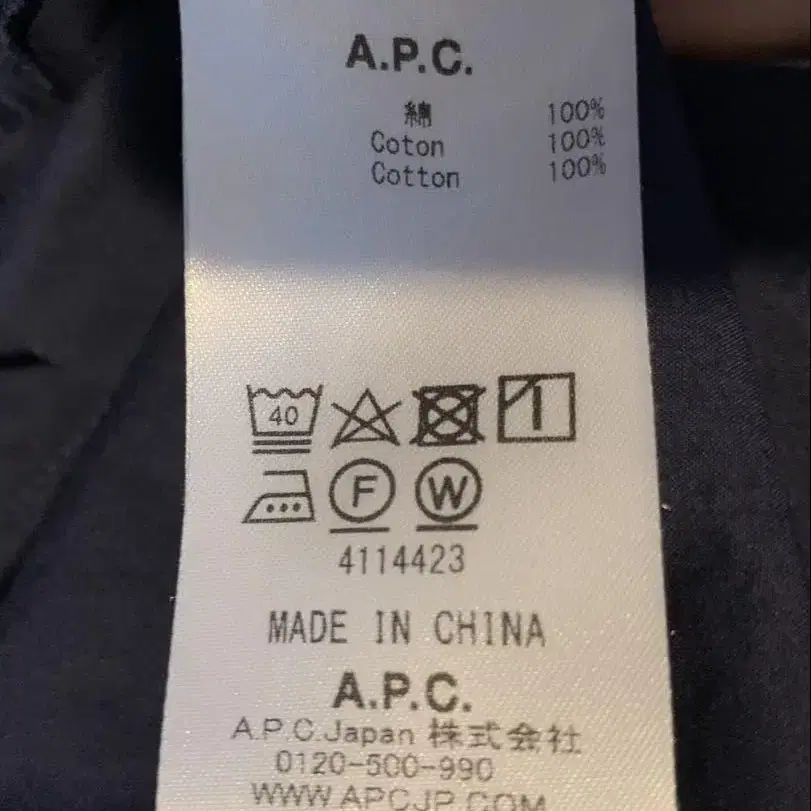 A.P.C.
綿 100%
Coton 100%
Cotton 100%
40
F W
4114423
MADE IN CHINA
A.P.C.
A.P.C.Japan 株式会社
0120-500-990
WWW.APCJP.COM